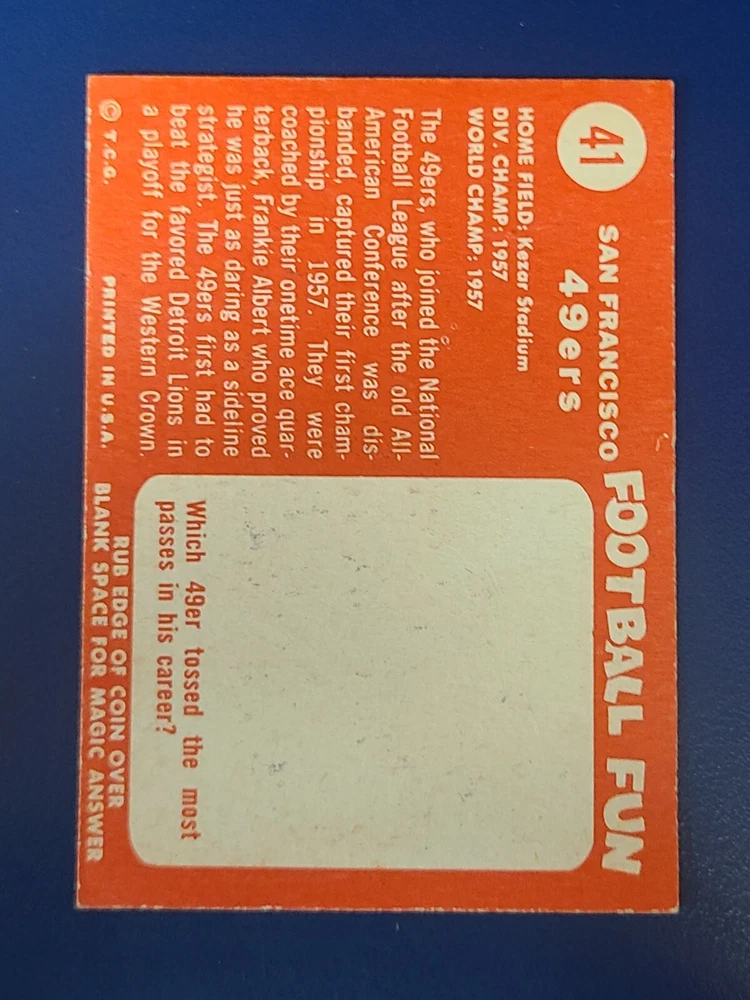 41
SAN FRANCISCO
49ers
HOME FIELD: Kezar Stadium
DIV. CHAMP: 1957
WORLD CHAMP: 1957
The 49ers, who joined the National
Football League after the old All-
American Conference was dis-
banded, captured their first cham-
pionship in 1957. They were
coached by their onetime ace quar-
terback, Frankie Albert who proved
he was just as daring as a sideline
strategist. The 49ers first had to
beat the favored Detroit Lions in
a playoff for the Western Crown.
© T.C.G. PRINTED IN U.S.A.
FOOTBALL FUN
Which 49er tossed the most
passes in his career?
RUB EDGE OF COIN OVER
BLANK SPACE FOR MAGIC ANSWER